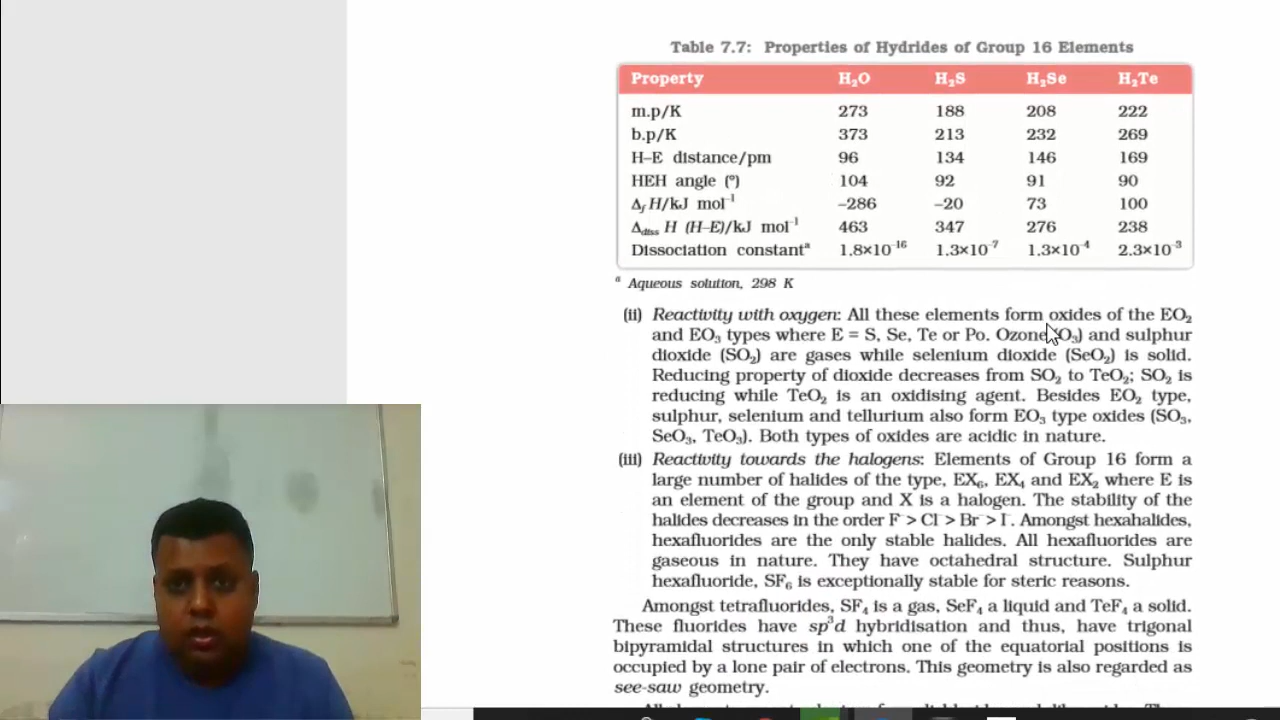 Table 7.7: Properties of Hydrides of Group 16 Elements
Property H₂O H₂S H₂Se H₂Te
m.p/K 273 188 208 222
b.p/K 373 213 232 269
H–E distance/pm 96 134 146 169
HEH angle (°) 104 92 91 90
ΔfH/kJ mol⁻¹ –286 –20 73 100
Δdiss H (H–E)/kJ mol⁻¹ 463 347 276 238
Dissociation constantᵃ 1.8×10⁻¹⁶ 1.3×10⁻⁷ 1.3×10⁻⁴ 2.3×10⁻³
ᵃ Aqueous solution, 298 K
(ii) Reactivity with oxygen: All these elements form oxides of the EO₂
and EO₃ types where E = S, Se, Te or Po. Ozone O₃) and sulphur
dioxide (SO₂) are gases while selenium dioxide (SeO₂) is solid.
Reducing property of dioxide decreases from SO₂ to TeO₂; SO₂ is
reducing while TeO₂ is an oxidising agent. Besides EO₂ type,
sulphur, selenium and tellurium also form EO₃ type oxides (SO₃,
SeO₃, TeO₃). Both types of oxides are acidic in nature.
(iii) Reactivity towards the halogens: Elements of Group 16 form a
large number of halides of the type, EX₆, EX₄ and EX₂ where E is
an element of the group and X is a halogen. The stability of the
halides decreases in the order F⁻ > Cl⁻ > Br⁻ > I⁻. Amongst hexahalides,
hexafluorides are the only stable halides. All hexafluorides are
gaseous in nature. They have octahedral structure. Sulphur
hexafluoride, SF₆ is exceptionally stable for steric reasons.
Amongst tetrafluorides, SF₄ is a gas, SeF₄ a liquid and TeF₄ a solid.
These fluorides have sp³d hybridisation and thus, have trigonal
bipyramidal structures in which one of the equatorial positions is
occupied by a lone pair of electrons. This geometry is also regarded as
see-saw geometry.